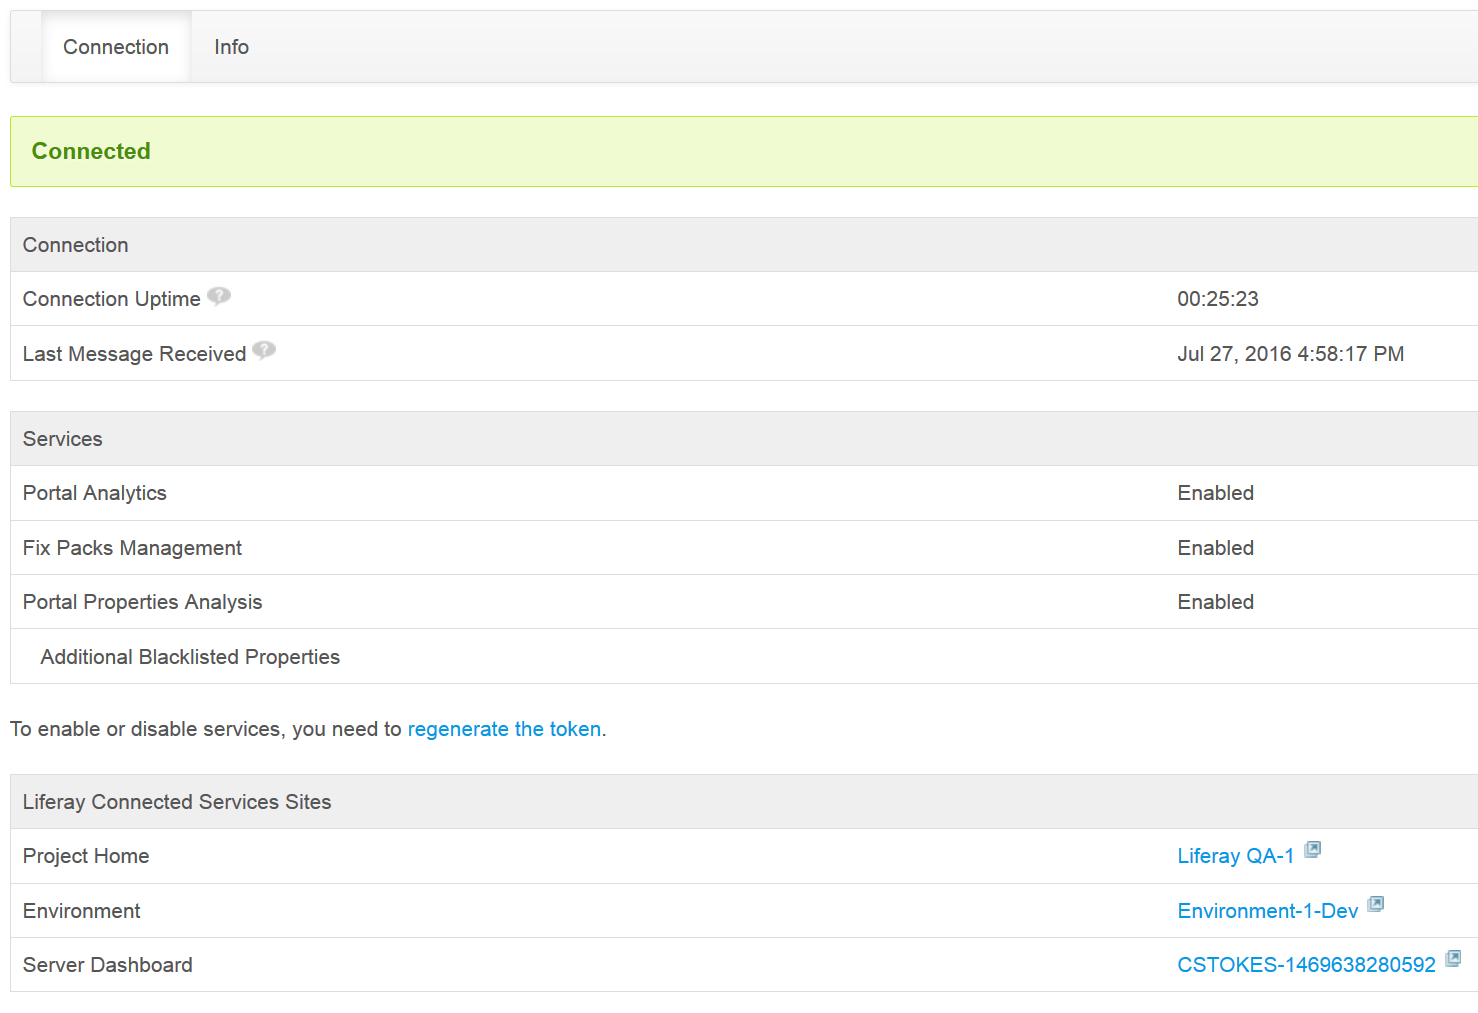 Connection Info
Connected
Connection
Connection Uptime ? 00:25:23
Last Message Received ? Jul 27, 2016 4:58:17 PM
Services
Portal Analytics Enabled
Fix Packs Management Enabled
Portal Properties Analysis Enabled
Additional Blacklisted Properties
To enable or disable services, you need to regenerate the token.
Liferay Connected Services Sites
Project Home Liferay QA-1
Environment Environment-1-Dev
Server Dashboard CSTOKES-1469638280592